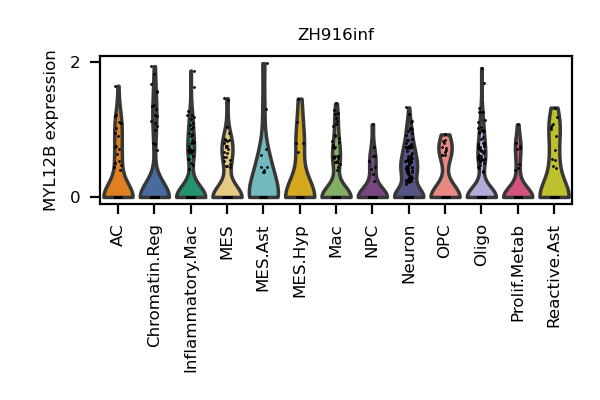 ZH916inf
MYL12B expression
2
0
AC
Chromatin.Reg
Inflammatory.Mac
MES
MES.Ast
MES.Hyp
Mac
NPC
Neuron
OPC
Oligo
Prolif.Metab
Reactive.Ast